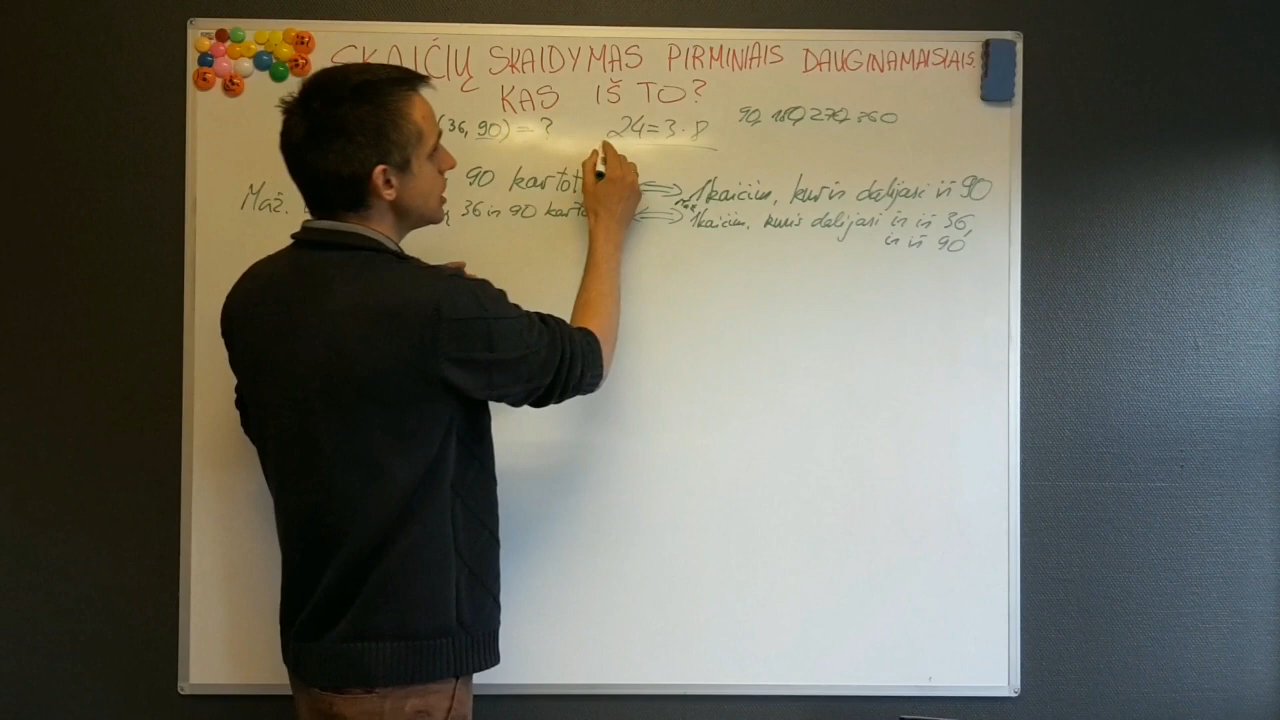 SKAIČIŲ SKAIDYMAS PIRMINIAIS DAUGINAMAISIAIS.
KAS IŠ TO?
(36, 90) = ? 24=3·8 90, 180, 270, 360
90 kartot ⟺ skaičius, kuris dalijasi iš 90
Maž. 36 ir 90 karto ⟺ skaičius, kuris dalijasi ir iš 36,
ir iš 90